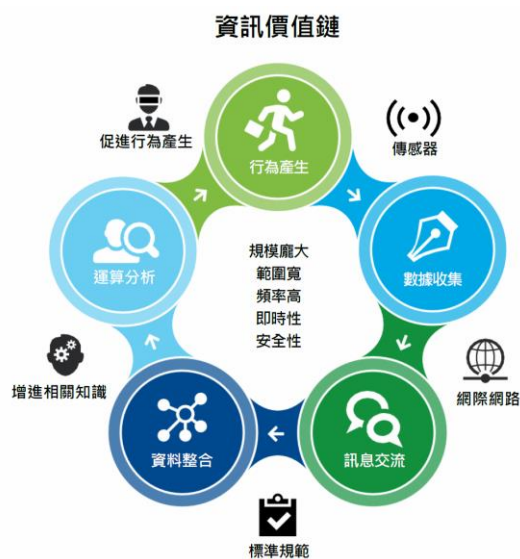 資訊價值鏈
行為產生
傳感器
數據收集
網際網路
訊息交流
標準規範
資料整合
增進相關知識
運算分析
促進行為產生
規模龐大
範圍寬
頻率高
即時性
安全性